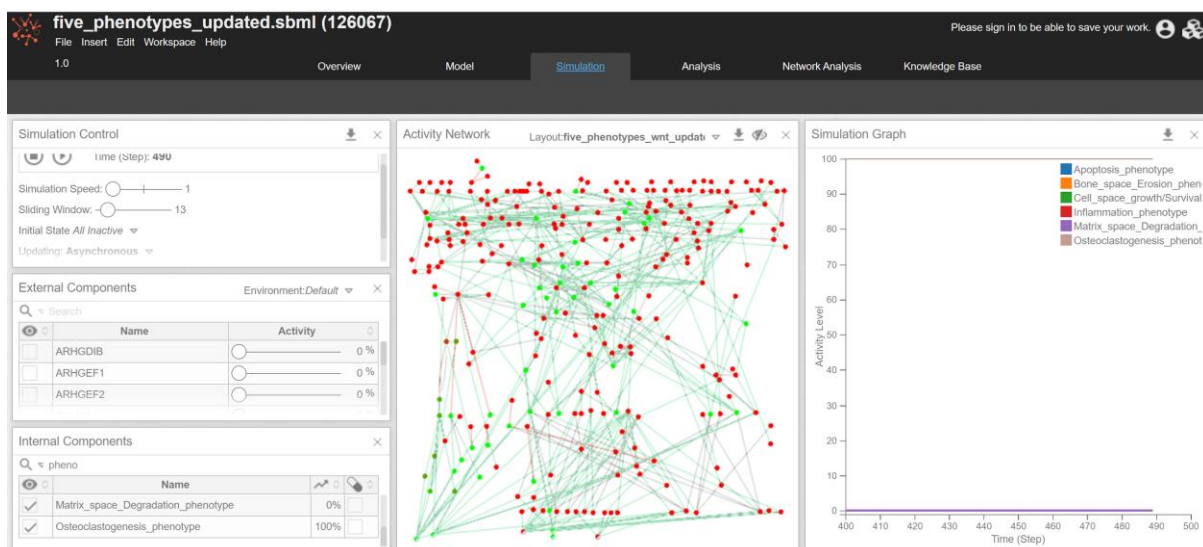 five_phenotypes_updated.sbml (126067)
Please sign in to be able to save your work.
File Insert Edit Workspace Help
1.0
Overview Model Simulation Analysis Network Analysis Knowledge Base
Simulation Control
Time (Step): 490
Simulation Speed: 1
Sliding Window: 13
Initial State All Inactive
Updating: Asynchronous
External Components Environment:Default
Search
Name Activity
ARHGDIB 0 %
ARHGEF1 0 %
ARHGEF2 0 %
Internal Components
pheno
Name
Matrix_space_Degradation_phenotype 0%
Osteoclastogenesis_phenotype 100%
Activity Network Layout:five_phenotypes_wnt_updat
Simulation Graph
100
90
80
70
60
50
40
30
20
10
0
Activity Level
Apoptosis_phenotype
Bone_space_Erosion_phen
Cell_space_growth/Survival
Inflammation_phenotype
Matrix_space_Degradation_
Osteoclastogenesis_phenot
400 410 420 430 440 450 460 470 480 490 500
Time (Step)